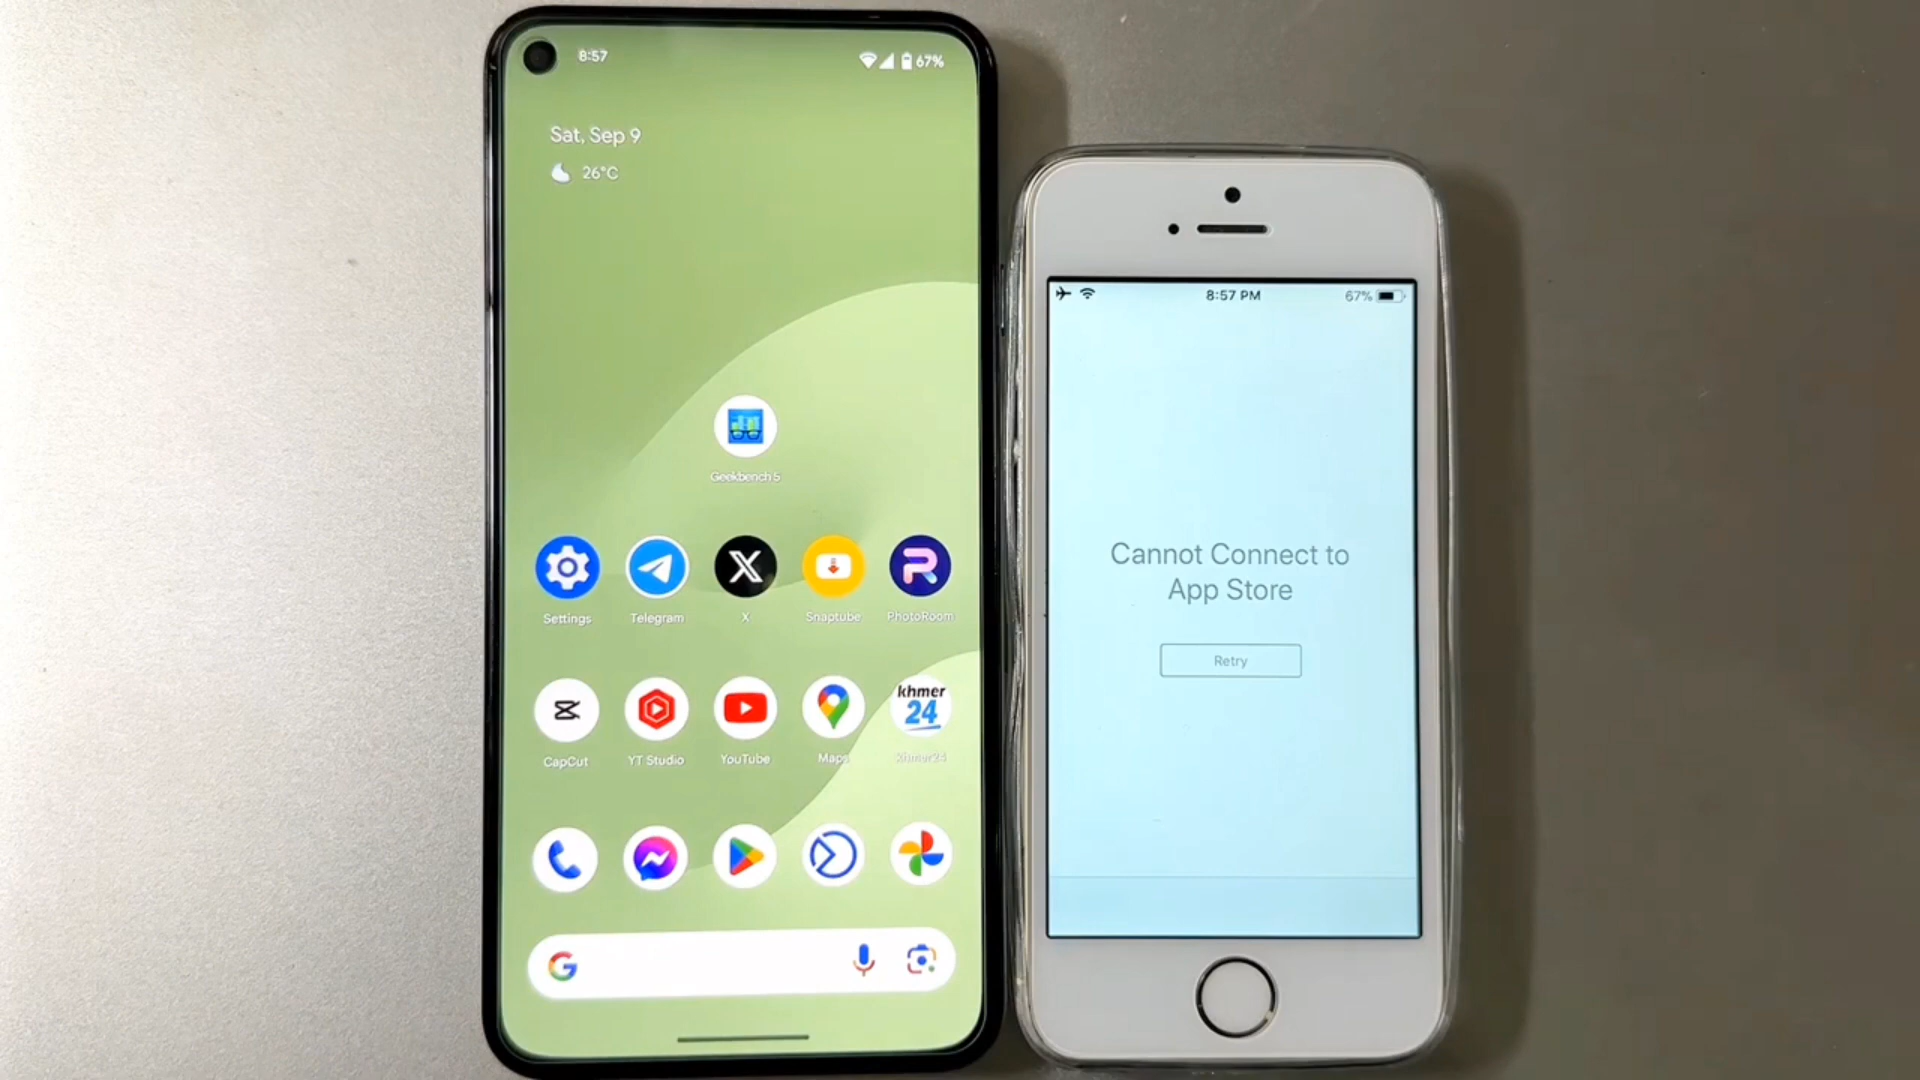 8:57
67%
Sat, Sep 9
26°C
Geekbench 5
Settings
Telegram
X
Snaptube
PhotoRoom
CapCut
YT Studio
YouTube
Maps
khmer
24
khmer24
8:57 PM
67%
Cannot Connect to
App Store
Retry